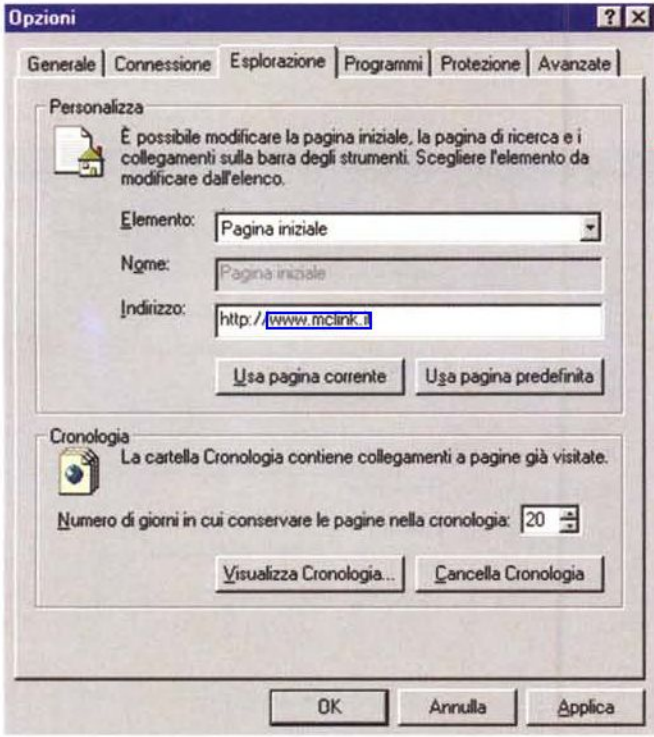 Opzioni
Generale Connessione Esplorazione Programmi Protezione Avanzate
Personalizza
È possibile modificare la pagina iniziale, la pagina di ricerca e i
collegamenti sulla barra degli strumenti. Scegliere l'elemento da
modificare dall'elenco.
Elemento: Pagina iniziale
Nome: Pagina iniziale
Indirizzo: http://www.mclink.it
Usa pagina corrente Usa pagina predefinita
Cronologia
La cartella Cronologia contiene collegamenti a pagine già visitate.
Numero di giorni in cui conservare le pagine nella cronologia: 20
Visualizza Cronologia... Cancella Cronologia
OK Annulla Applica